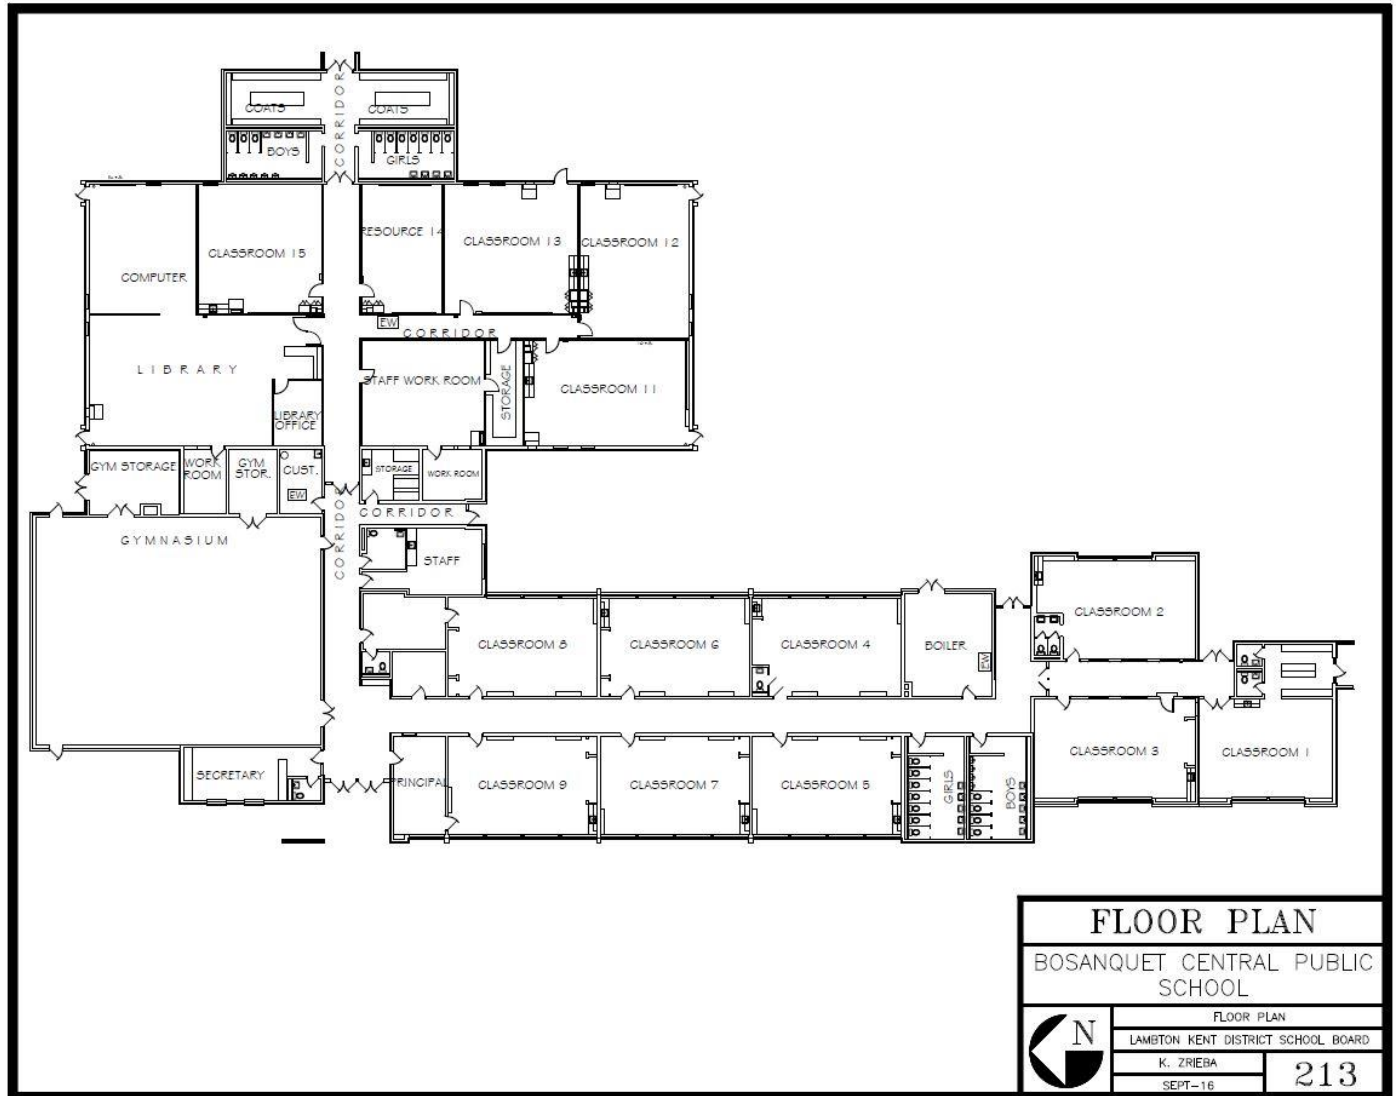 COATS
CORRIDOR
COATS
BOYS
GIRLS
COMPUTER
CLASSROOM 15
RESOURCE 14
CLASSROOM 13
CLASSROOM 12
EW
CORRIDOR
LIBRARY
STAFF WORK ROOM
STORAGE
CLASSROOM 11
LIBRARY
OFFICE
GYM STORAGE
WORK
ROOM
GYM
STOR.
CUST.
EW
STORAGE
WORK ROOM
CORRIDOR
CORRIDOR
GYMNASIUM
STAFF
CLASSROOM 8
CLASSROOM 6
CLASSROOM 4
BOILER
EW
CLASSROOM 2
SECRETARY
PRINCIPAL
CLASSROOM 9
CLASSROOM 7
CLASSROOM 5
GIRLS
BOYS
CLASSROOM 3
CLASSROOM 1
FLOOR PLAN
BOSANQUET CENTRAL PUBLIC
SCHOOL
N
FLOOR PLAN
LAMBTON KENT DISTRICT SCHOOL BOARD
K. ZRIEBA
SEPT-16
213